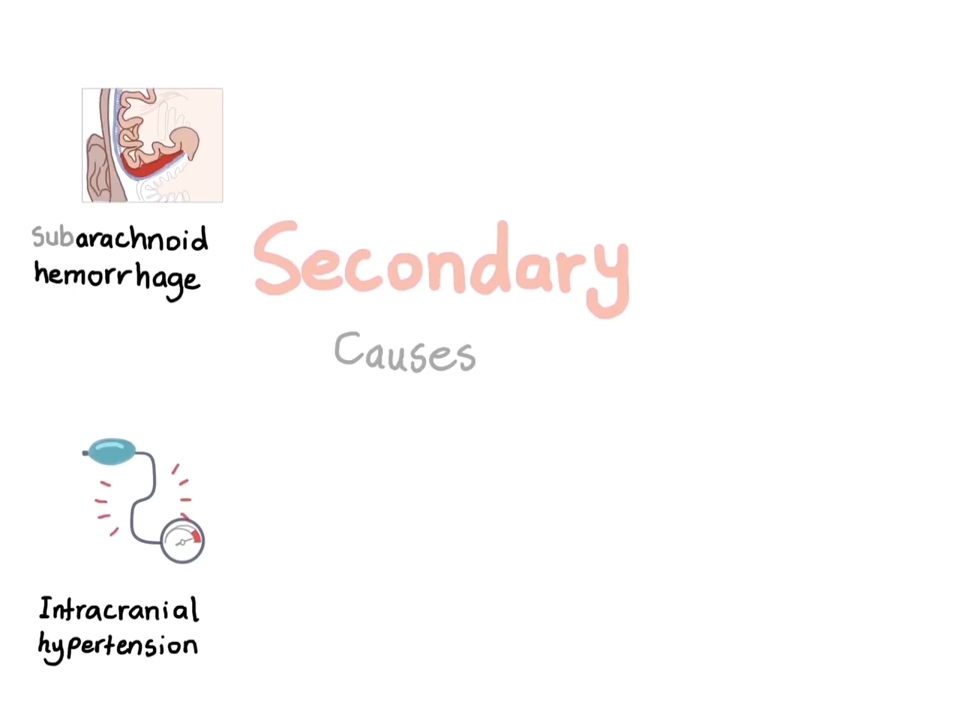 Subarachnoid
hemorrhage
Secondary
Causes
Intracranial
hypertension